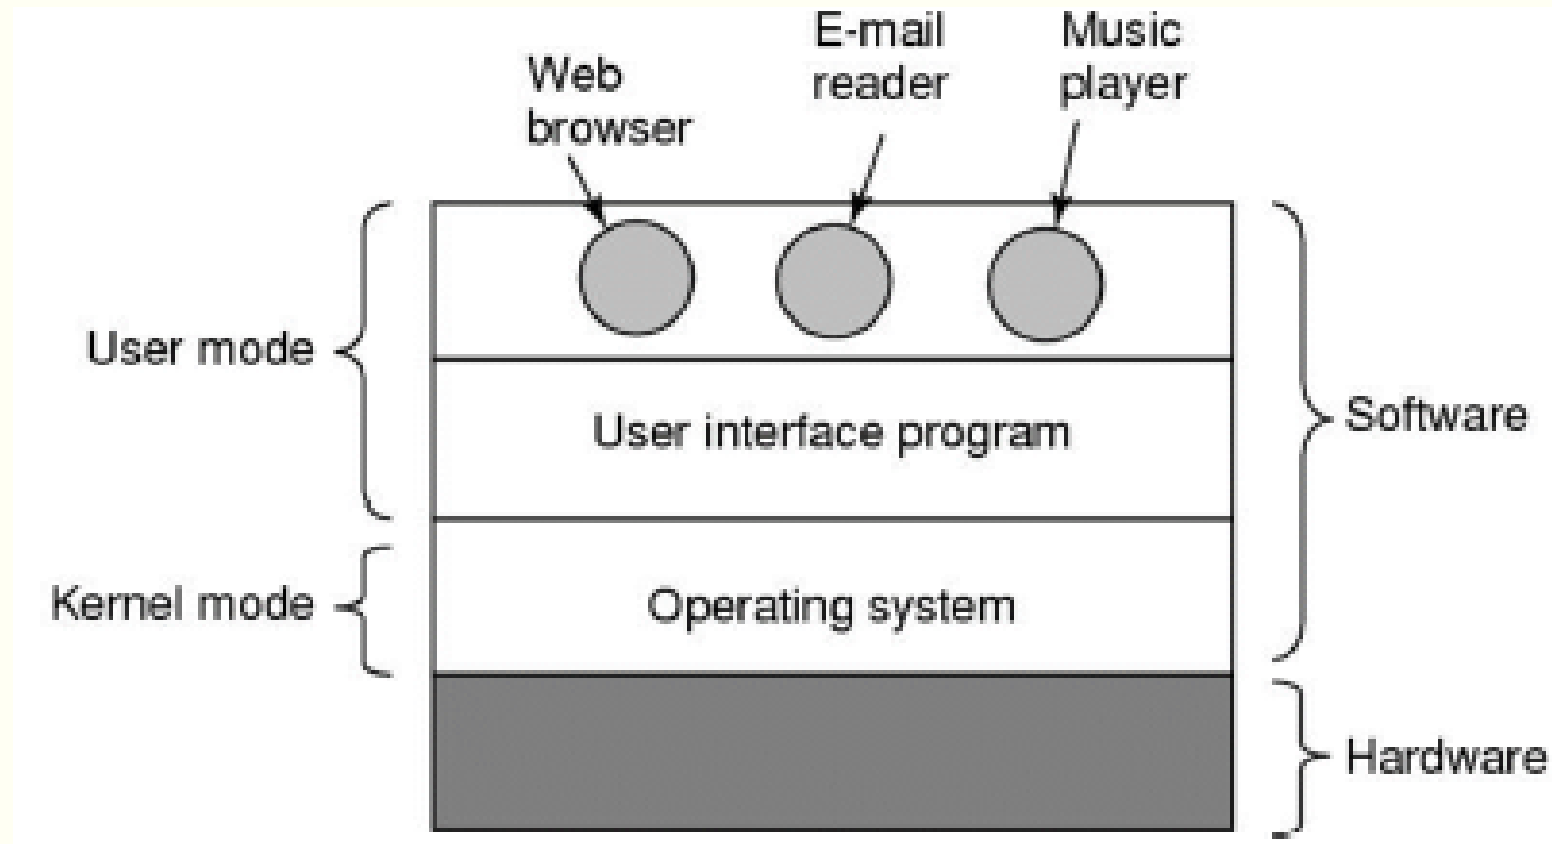 Web
browser
E-mail
reader
Music
player
User mode
User interface program
Software
Kernel mode
Operating system
Hardware